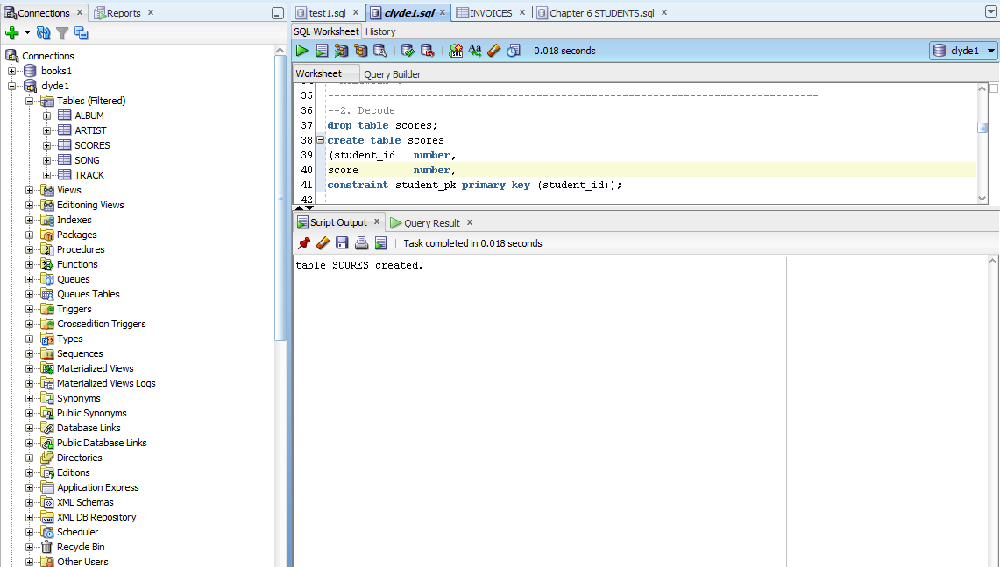 Connections x Reports x
Connections
books1
clyde1
Tables (Filtered)
ALBUM
ARTIST
SCORES
SONG
TRACK
Views
Editioning Views
Indexes
Packages
Procedures
Functions
Queues
Queues Tables
Triggers
Crossedition Triggers
Types
Sequences
Materialized Views
Materialized Views Logs
Synonyms
Public Synonyms
Database Links
Public Database Links
Directories
Editions
Application Express
XML Schemas
XML DB Repository
Scheduler
Recycle Bin
Other Users
test1.sql x clyde1.sql x INVOICES x Chapter 6 STUDENTS.sql x
SQL Worksheet History
0.018 seconds clyde1
Worksheet Query Builder
35 --------------------------------------------------------------------------------
36 --2. Decode
37 drop table scores;
38 create table scores
39 (student_id number,
40 score number,
41 constraint student_pk primary key (student_id));
42
Script Output x Query Result x
Task completed in 0.018 seconds
table SCORES created.